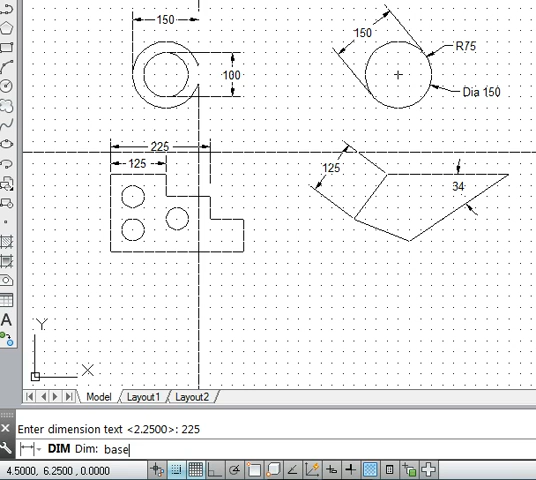 150
100
150
R75
Dia 150
225
125
125
34
A
Y
X
Model Layout1 Layout2
Enter dimension text <2.2500>: 225
DIM Dim: base
4.5000, 6.2500 , 0.0000